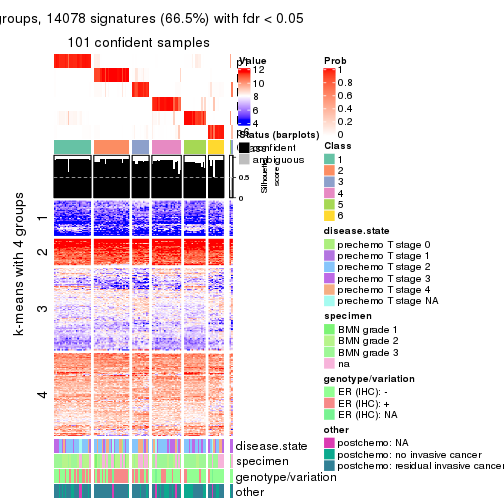 groups, 14078 signatures (66.5%) with fdr < 0.05
101 confident samples
k-means with 4 groups
1
2
3
4
Value
12
10
8
6
4
Status (barplots)
confident
ambiguous
0.5
0
Silhouette
score
Prob
1
0.8
0.6
0.4
0.2
0
Class
1
2
3
4
5
6
disease.state
prechemo T stage 0
prechemo T stage 1
prechemo T stage 2
prechemo T stage 3
prechemo T stage 4
prechemo T stage NA
specimen
BMN grade 1
BMN grade 2
BMN grade 3
na
genotype/variation
ER (IHC): -
ER (IHC): +
ER (IHC): NA
other
postchemo: NA
postchemo: no invasive cancer
postchemo: residual invasive cancer
disease.state
specimen
genotype/variation
other